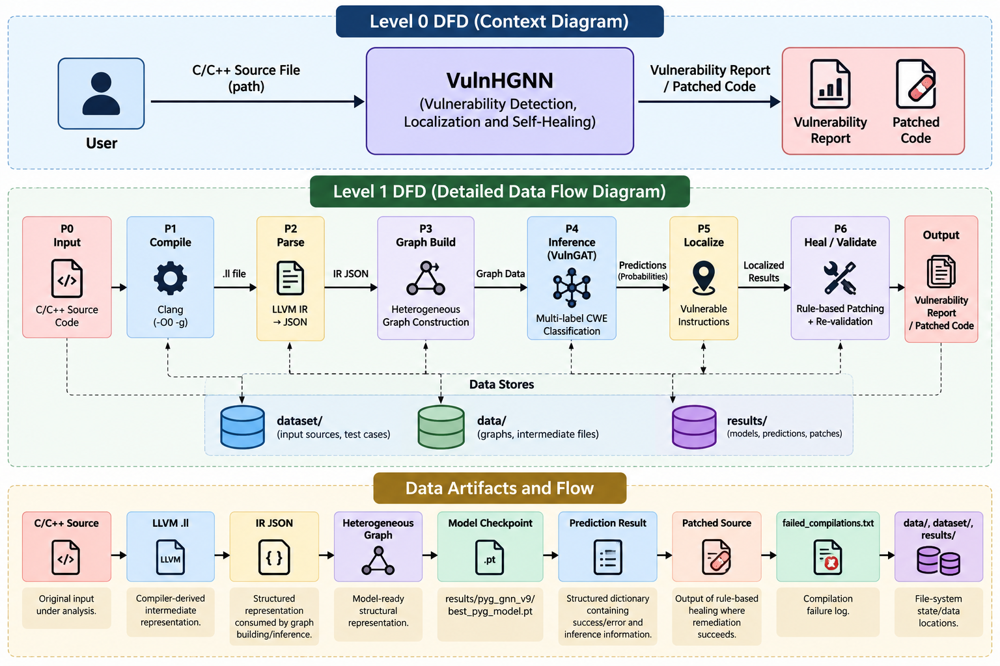 Level 0 DFD (Context Diagram)
C/C++ Source File
(path)
User
VulnHGNN
(Vulnerability Detection,
Localization and Self-Healing)
Vulnerability Report
/ Patched Code
Vulnerability
Report
Patched
Code
Level 1 DFD (Detailed Data Flow Diagram)
P0
Input
</>
C/C++ Source
Code
P1
Compile
Clang
(-O0 -g)
.ll file
P2
Parse
LLVM IR
→ JSON
IR JSON
P3
Graph Build
Heterogeneous
Graph Construction
Graph Data
P4
Inference
(VulnGAT)
Multi-label CWE
Classification
Predictions
(Probabilities)
P5
Localize
Vulnerable
Instructions
Localized
Results
P6
Heal / Validate
Rule-based Patching
+ Re-validation
Output
Vulnerability
Report
/ Patched Code
Data Stores
dataset/
(input sources, test cases)
data/
(graphs, intermediate files)
results/
(models, predictions, patches)
Data Artifacts and Flow
C/C++ Source
</>
Original input
under analysis.
LLVM .ll
LLVM
Compiler-derived
intermediate
representation.
IR JSON
{ }
Structured
representation
consumed by graph
building/inference.
Heterogeneous
Graph
Model-ready
structural
representation.
Model Checkpoint
.pt
results/pyg_gnn_v9/
best_pyg_model.pt
Prediction Result
Structured dictionary
containing
success/error and
inference information.
Patched Source
Output of rule-based
healing where
remediation
succeeds.
failed_compilations.txt
Compilation
failure log.
data/, dataset/,
results/
File-system
state/data
locations.